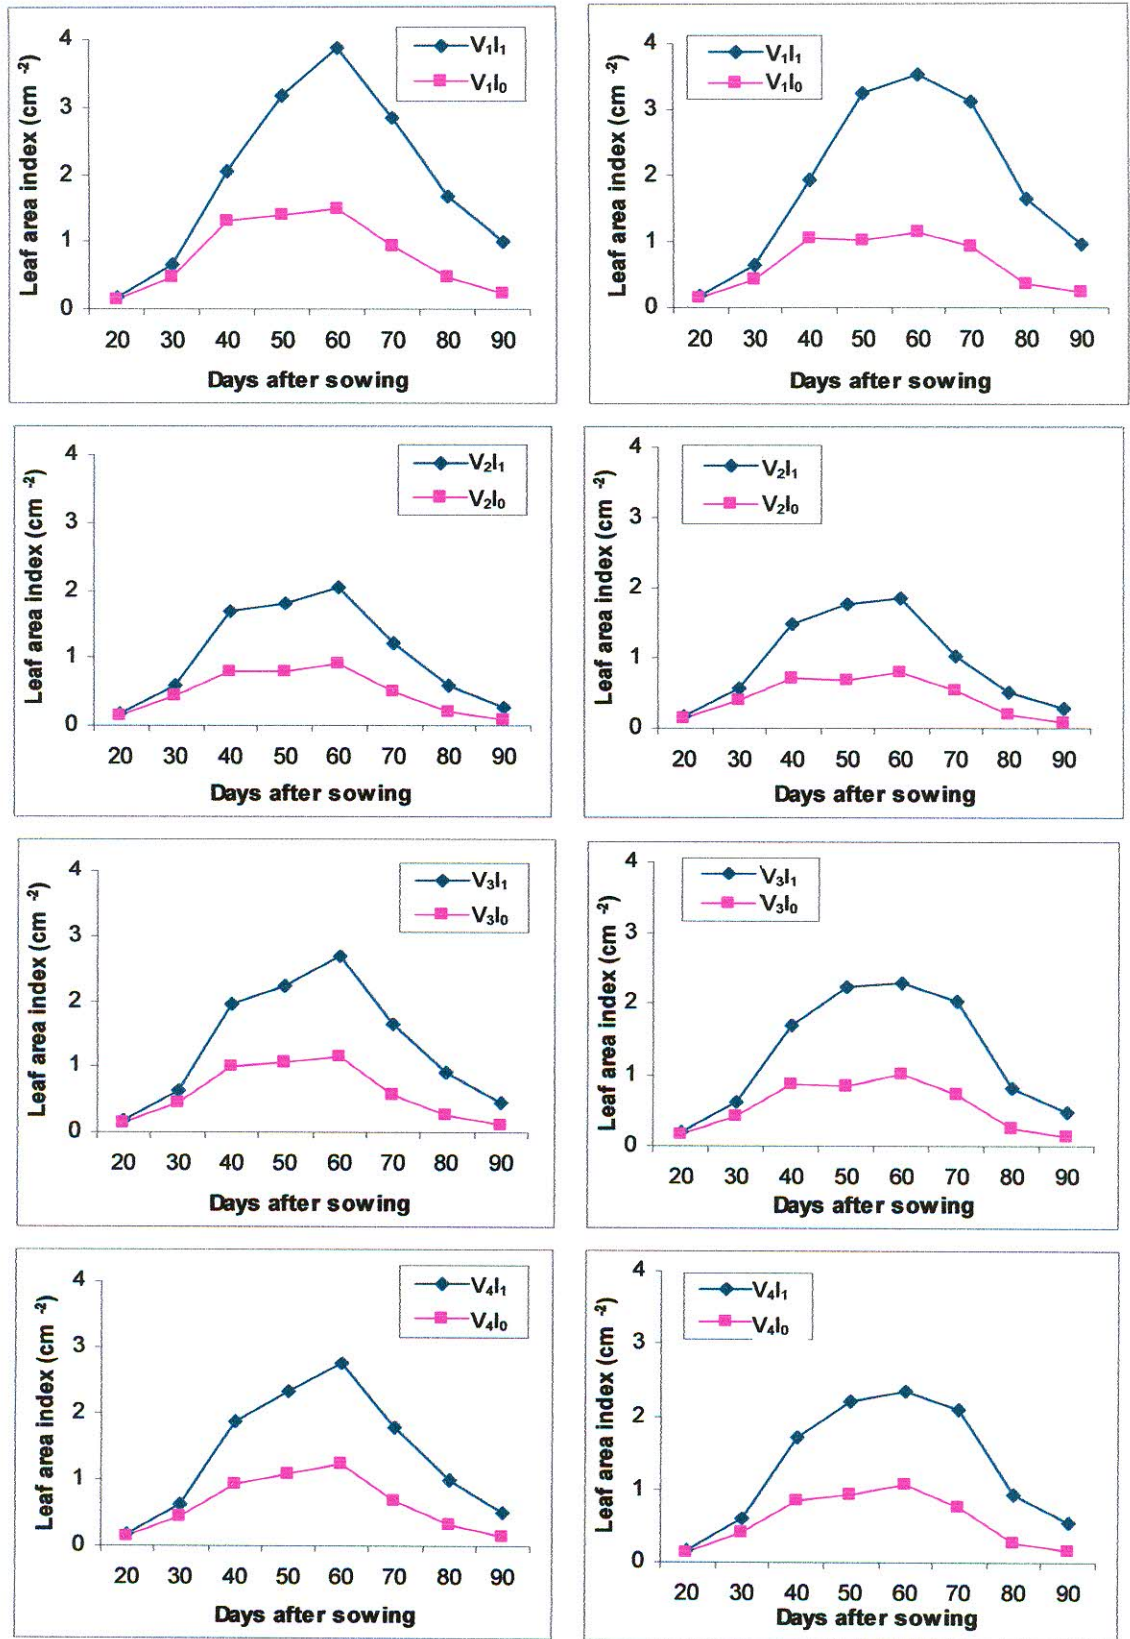 Leaf area index (cm ⁻²)
4
3
2
1
0
V₁I₁
V₁I₀
20 30 40 50 60 70 80 90
Days after sowing
Leaf area index (cm ⁻²)
4
3
2
1
0
V₁I₁
V₁I₀
20 30 40 50 60 70 80 90
Days after sowing
Leaf area index (cm ⁻²)
4
3
2
1
0
V₂I₁
V₂I₀
20 30 40 50 60 70 80 90
Days after sowing
Leaf area index (cm ⁻²)
4
3
2
1
0
V₂I₁
V₂I₀
20 30 40 50 60 70 80 90
Days after sowing
Leaf area index (cm ⁻²)
4
3
2
1
0
V₃I₁
V₃I₀
20 30 40 50 60 70 80 90
Days after sowing
Leaf area index (cm ⁻²)
4
3
2
1
0
V₃I₁
V₃I₀
20 30 40 50 60 70 80 90
Days after sowing
Leaf area index (cm ⁻²)
4
3
2
1
0
V₄I₁
V₄I₀
20 30 40 50 60 70 80 90
Days after sowing
Leaf area index (cm ⁻²)
4
3
2
1
0
V₄I₁
V₄I₀
20 30 40 50 60 70 80 90
Days after sowing